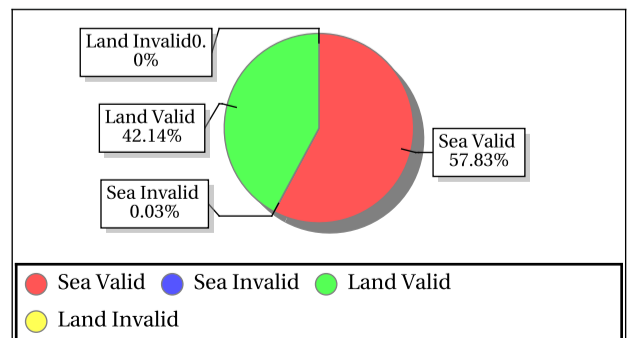 Land Invalid0.
0%
Land Valid
42.14%
Sea Valid
57.83%
Sea Invalid
0.03%
Sea Valid
Sea Invalid
Land Valid
Land Invalid